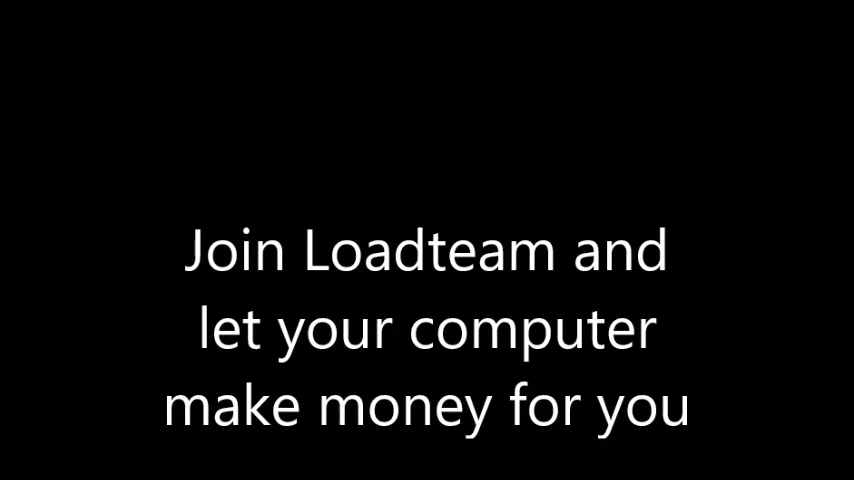 Join Loadteam and
let your computer
make money for you